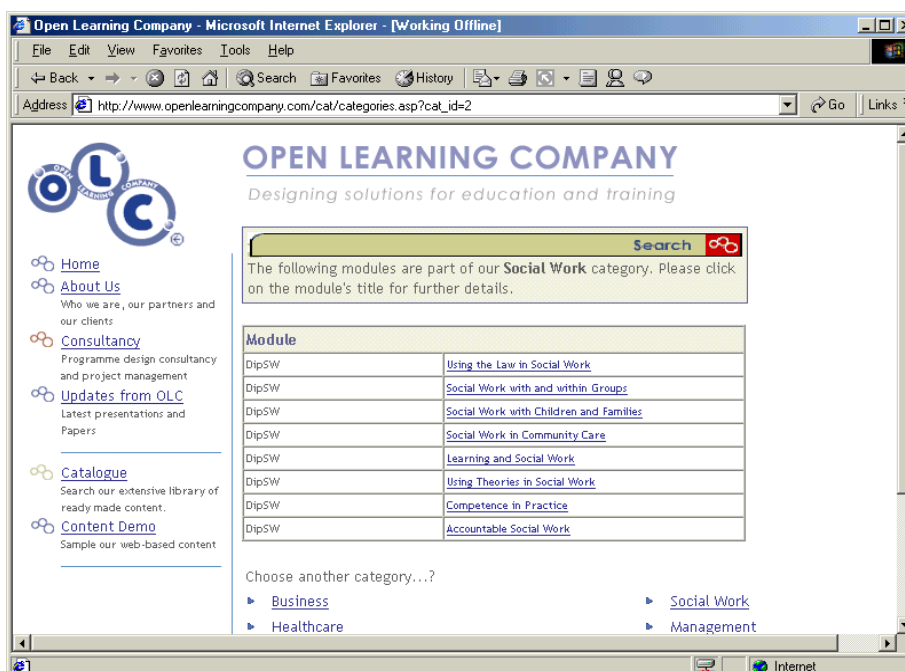 Open Learning Company - Microsoft Internet Explorer - [Working Offline]
File Edit View Favorites Tools Help
Back Search Favorites History
Address http://www.openlearningcompany.com/cat/categories.asp?cat_id=2 Go Links
OPEN LEARNING COMPANY
OLC
OPEN LEARNING COMPANY
Designing solutions for education and training
Search
The following modules are part of our Social Work category. Please click
on the module's title for further details.
Home
About Us
Who we are, our partners and
our clients
Consultancy
Programme design consultancy
and project management
Updates from OLC
Latest presentations and
Papers
Catalogue
Search our extensive library of
ready made content.
Content Demo
Sample our web-based content
Module
DipSW Using the Law in Social Work
DipSW Social Work with and within Groups
DipSW Social Work with Children and Families
DipSW Social Work in Community Care
DipSW Learning and Social Work
DipSW Using Theories in Social Work
DipSW Competence in Practice
DipSW Accountable Social Work
Choose another category...?
Business Social Work
Healthcare Management
Internet